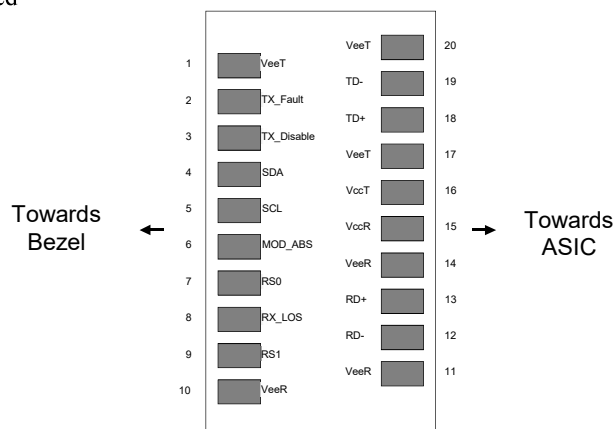 ed
VeeT 20
1 VeeT
TD- 19
2 TX_Fault
TD+ 18
3 TX_Disable
VeeT 17
4 SDA
VccT 16
5 SCL
VccR 15
Towards
Bezel
Towards
ASIC
6 MOD_ABS
VeeR 14
7 RS0
RD+ 13
8 RX_LOS
RD- 12
9 RS1
VeeR 11
10 VeeR